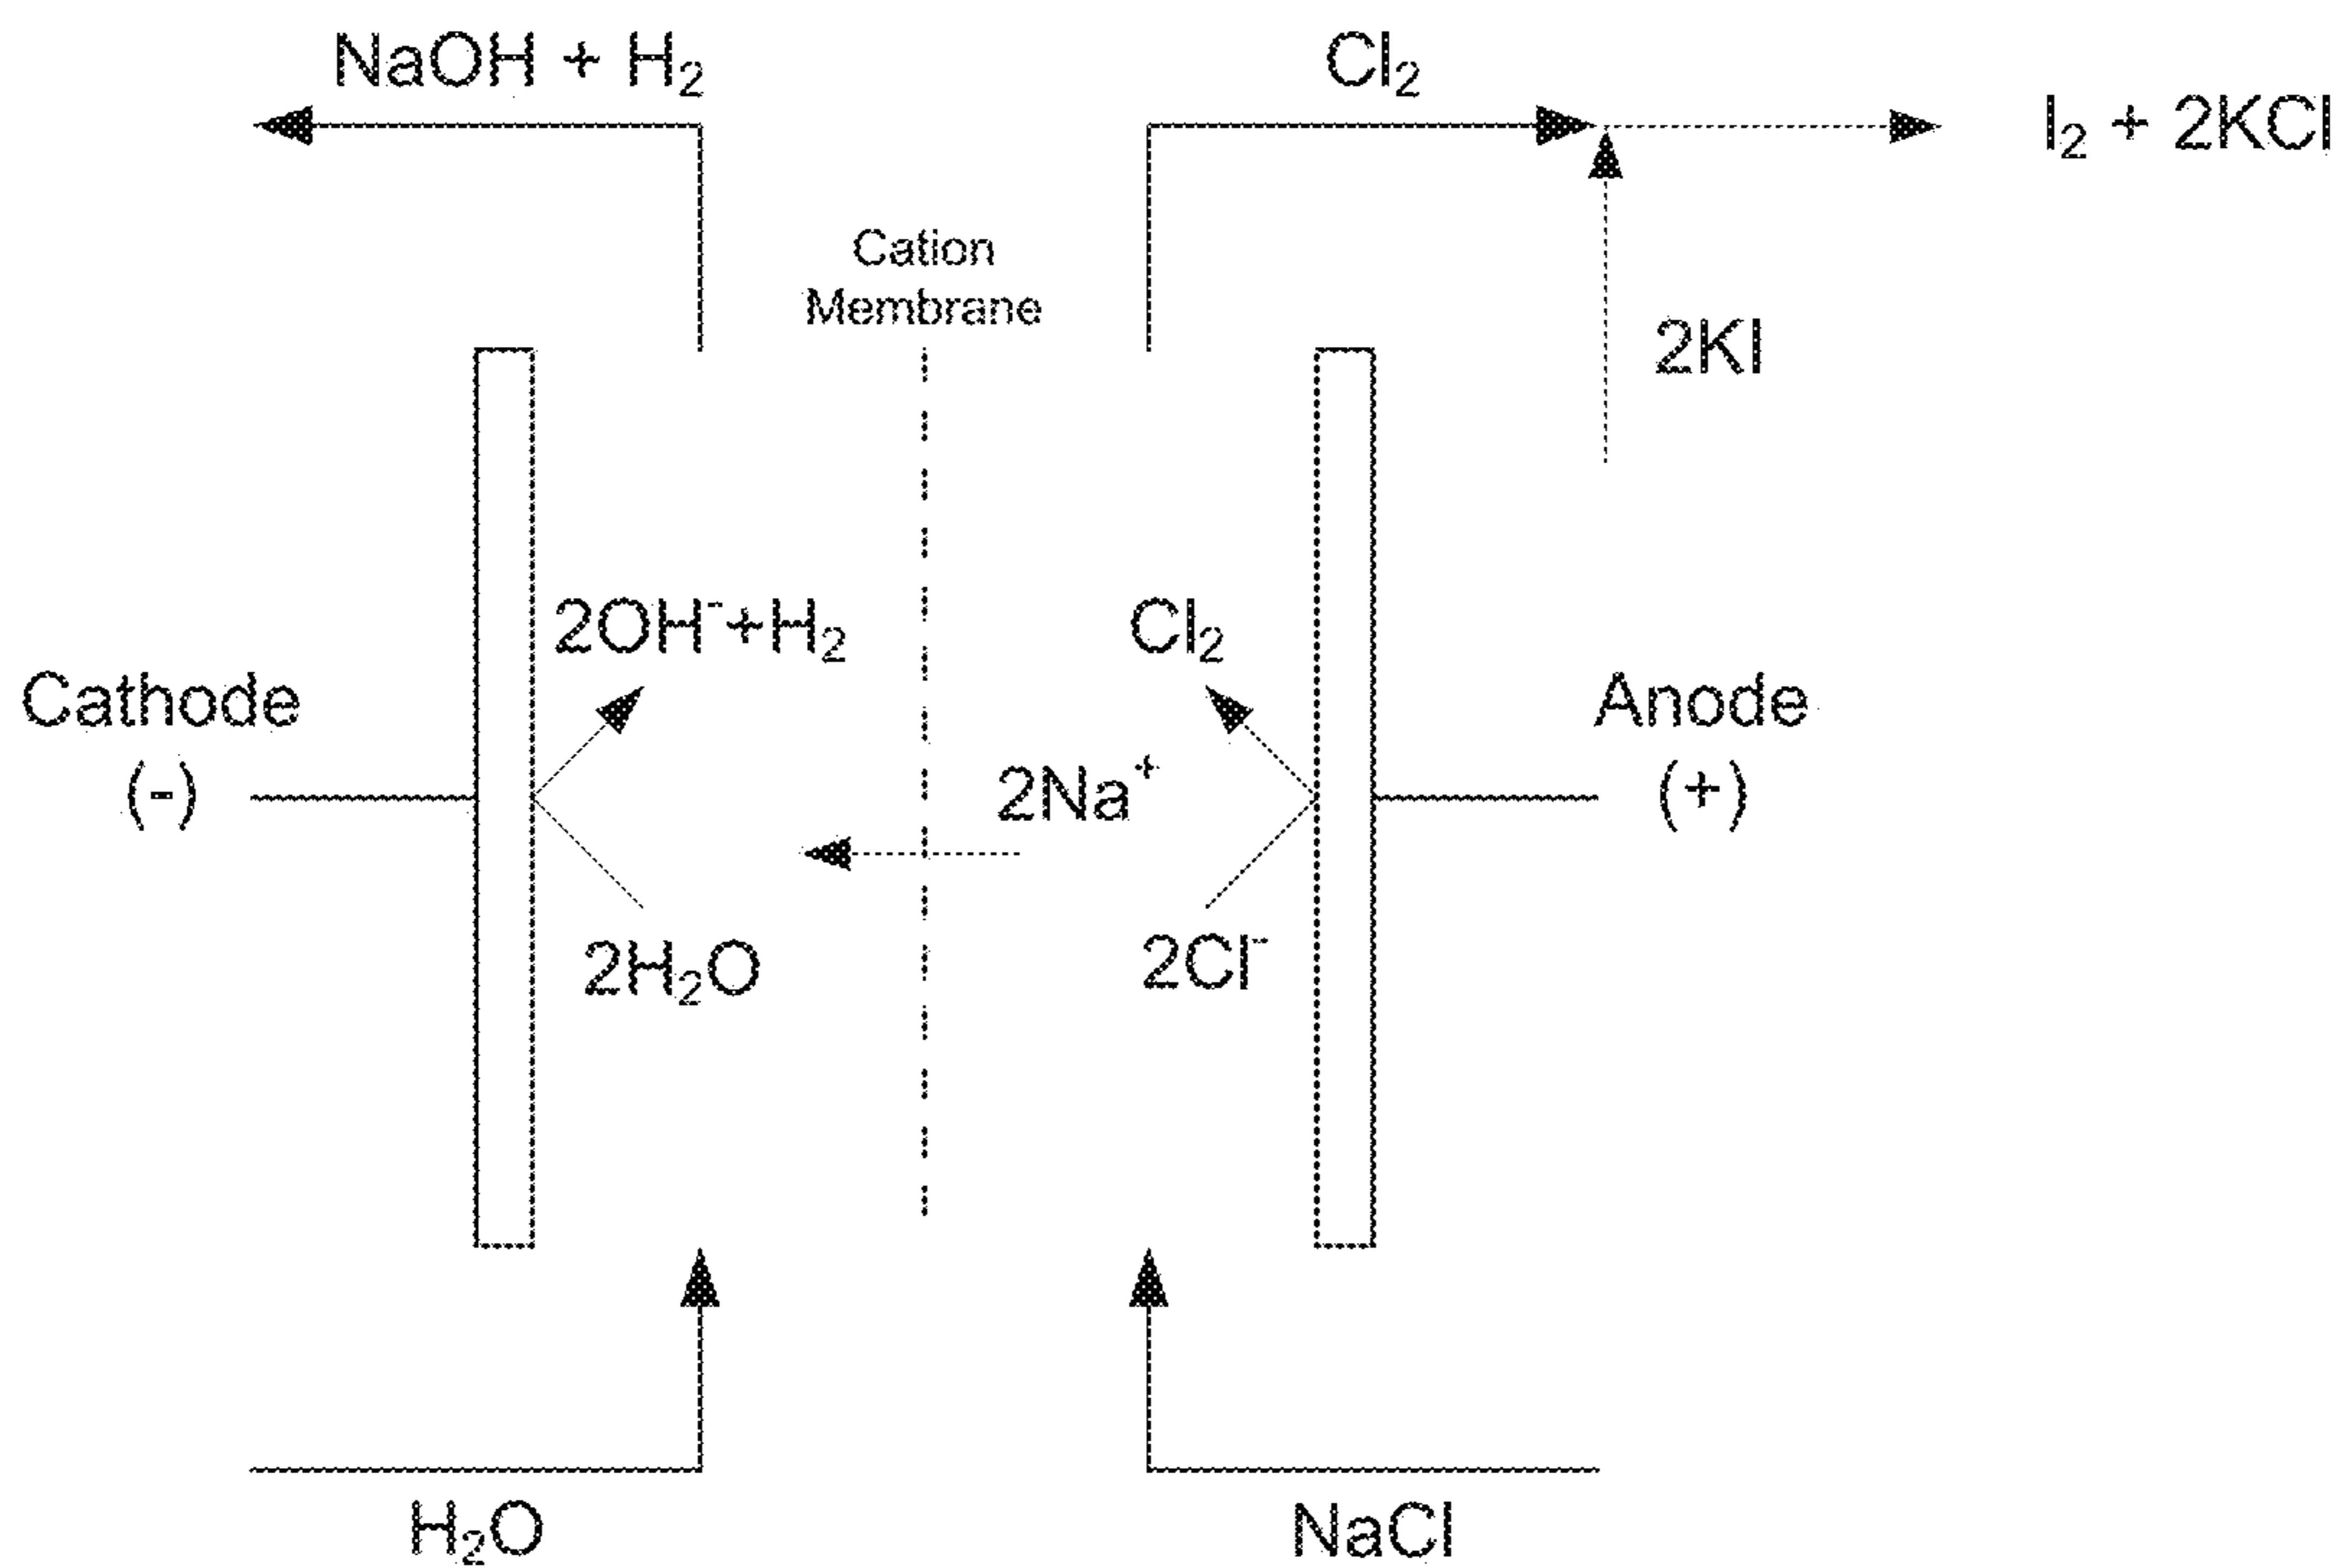 NaOH + H₂
Cl₂
I₂ + 2KCl
Cation
Membrane
2KI
2OH⁻+H₂
Cl₂
Cathode
(-)
2Na⁺
Anode
(+)
2H₂O
2Cl⁻
H₂O
NaCl